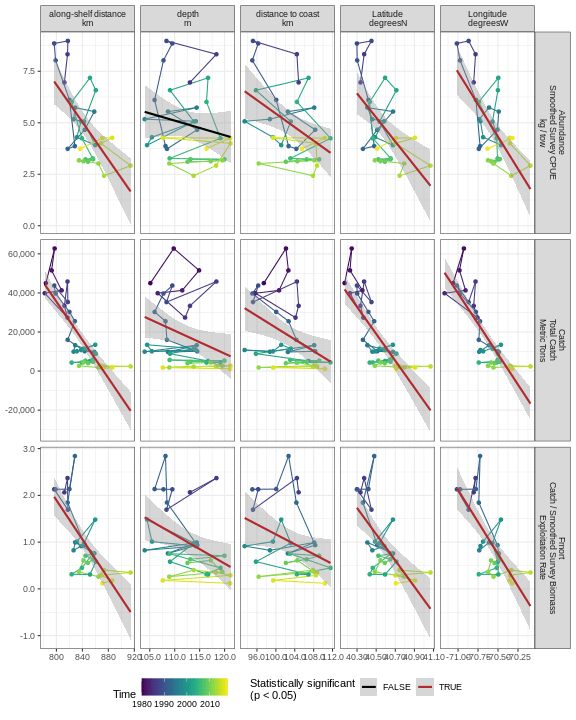 along-shelf distance
km
depth
m
distance to coast
km
Latitude
degreesN
Longitude
degreesW
7.5
5.0
2.5
0.0
Abundance
Smoothed Survey CPUE
kg / tow
60,000
40,000
20,000
0
-20,000
Catch
Total Catch
Metric Tons
3.0
2.0
1.0
0.0
-1.0
Fmort
Catch / Smoothed Survey Biomass
Exploitation Rate
800 840 880 920
105.0 110.0 115.0 120.0
96.0 100.0 104.0 108.0 112.0
40.30 40.50 40.70 40.90 41.10
-71.00 -70.75 -70.50 -70.25
Time
1980 1990 2000 2010
Statistically significant
(p < 0.05)
FALSE
TRUE